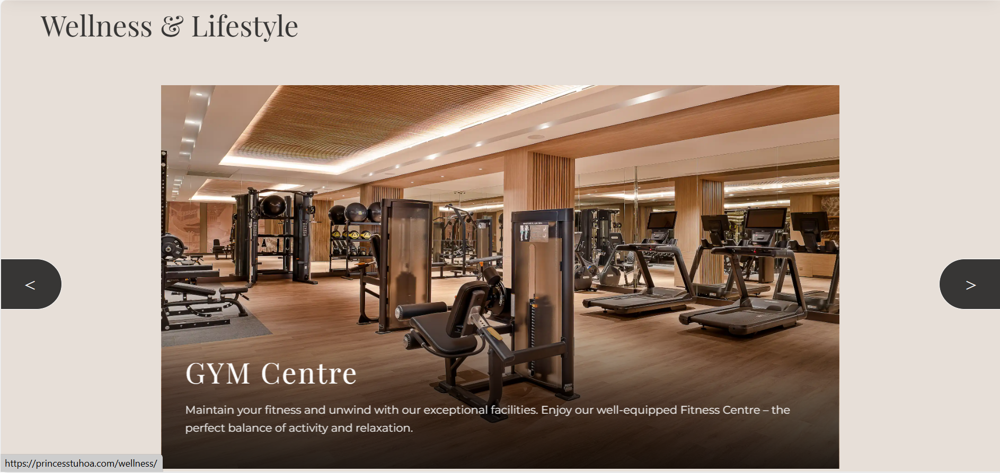 Wellness & Lifestyle
<
>
GYM Centre
Maintain your fitness and unwind with our exceptional facilities. Enjoy our well-equipped Fitness Centre – the
perfect balance of activity and relaxation.
https://princesstuhoa.com/wellness/